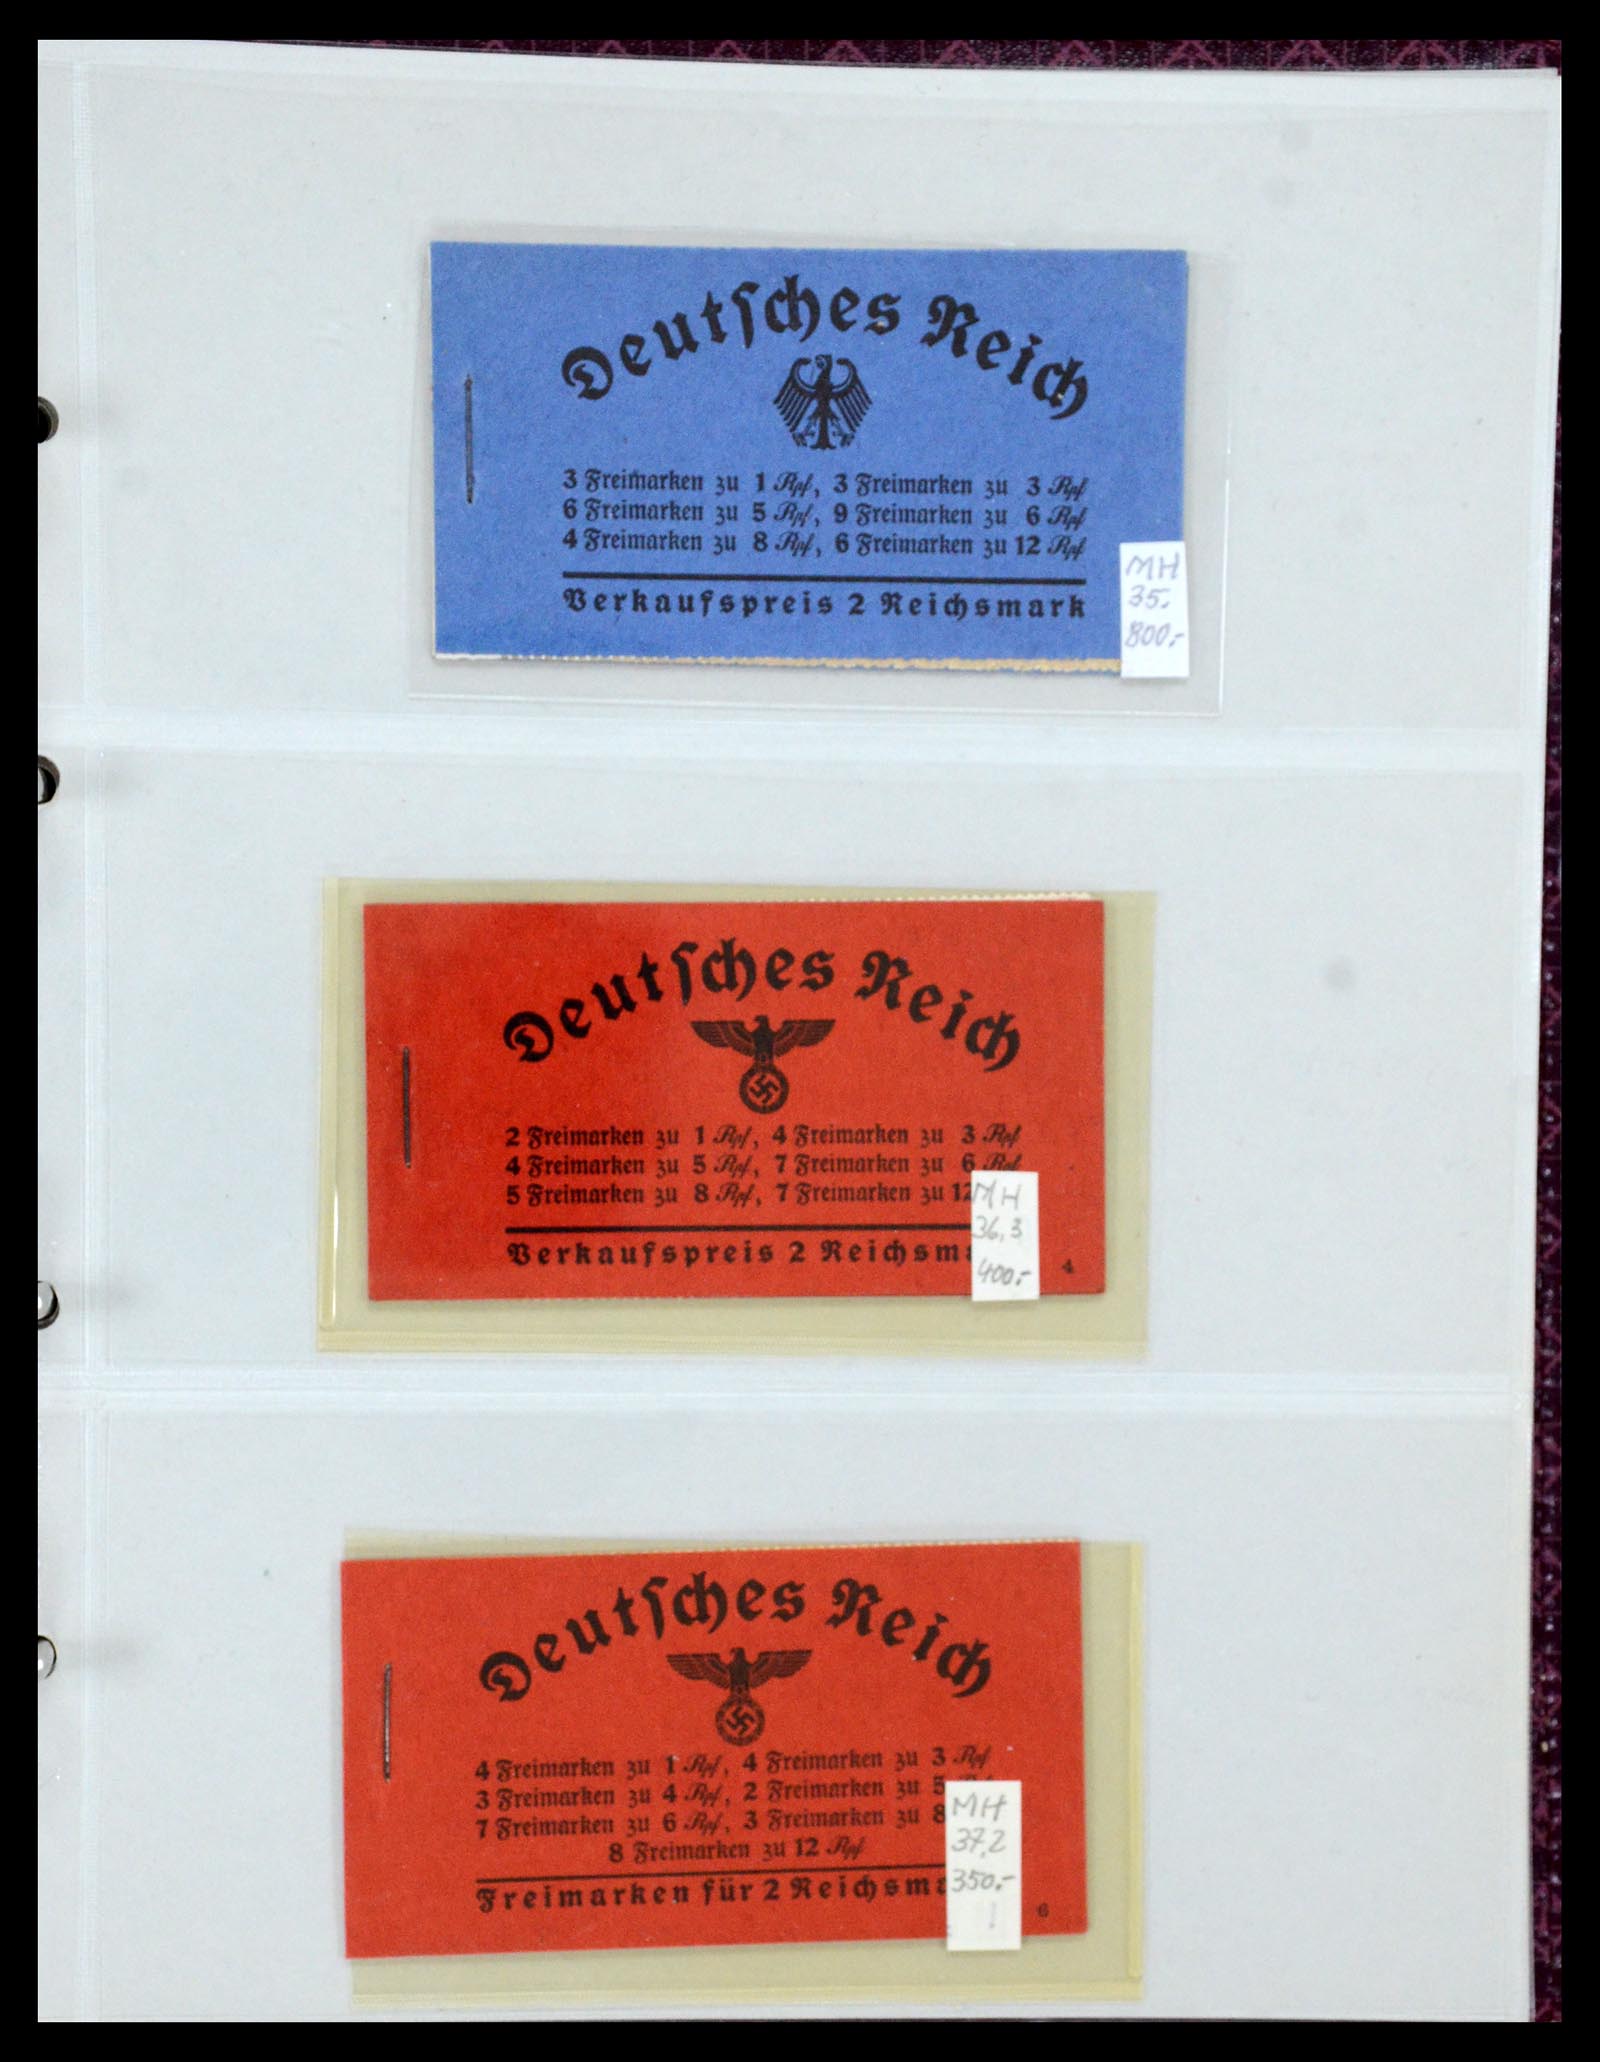 Deutsches Reich
3 Freimarken zu 1 Rpf, 3 Freimarken zu 3 Rpf
6 Freimarken zu 5 Rpf, 9 Freimarken zu 6 Rpf
4 Freimarken zu 8 Rpf, 6 Freimarken zu 12 Rpf
Verkaufspreis 2 Reichsmark
MH
35.
800,-
Deutsches Reich
2 Freimarken zu 1 Rpf, 4 Freimarken zu 3 Rpf
4 Freimarken zu 5 Rpf, 7 Freimarken zu 6 Rpf
5 Freimarken zu 8 Rpf, 7 Freimarken zu 12
Verkaufspreis 2 Reichsma
MH
36,3
400,-
4
Deutsches Reich
4 Freimarken zu 1 Rpf, 4 Freimarken zu 3 Rpf
3 Freimarken zu 4 Rpf, 2 Freimarken zu 5
7 Freimarken zu 6 Rpf, 3 Freimarken zu 8
8 Freimarken zu 12 Rpf
Freimarken für 2 Reichsma
MH
37,2
350,-
!
6